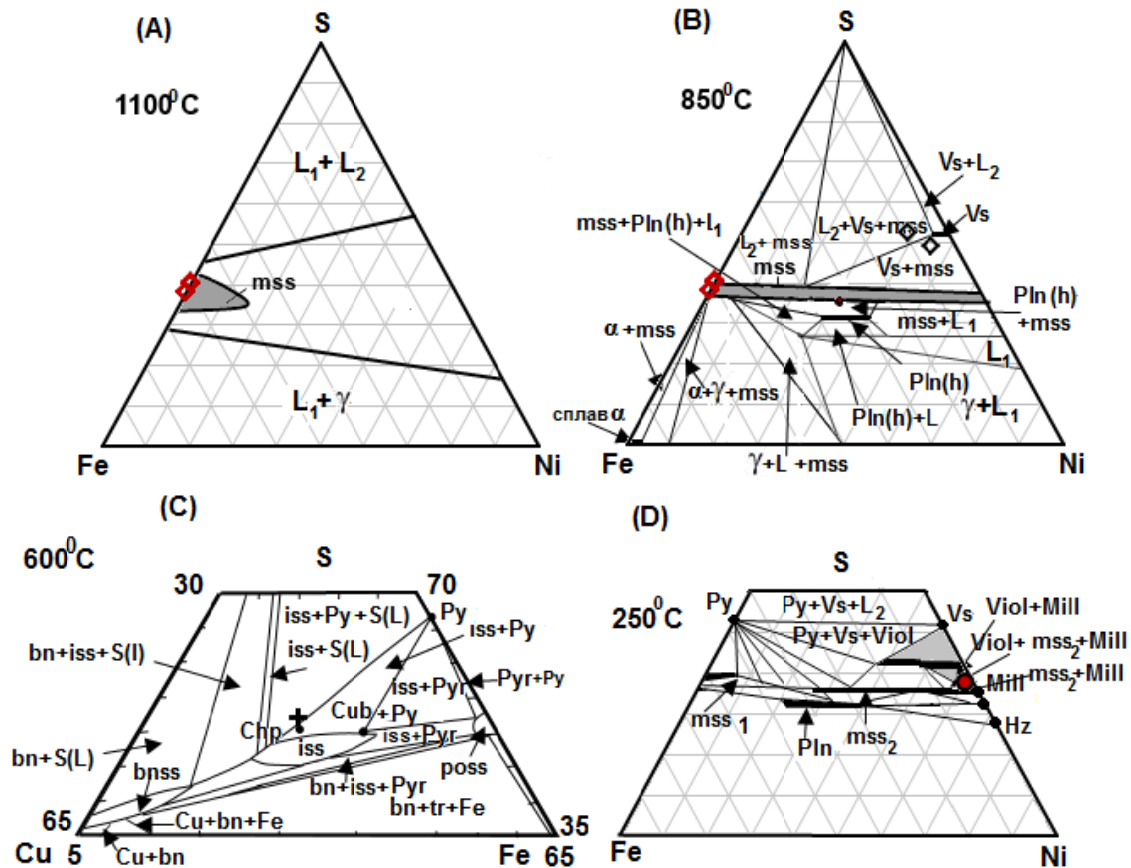 (A)
S
1100⁰C
L₁+ L₂
mss
L₁+ γ
Fe
Ni
(B)
S
850⁰C
Vs+L₂
Vs
mss+Pln(h)+L₁
L₂+Vs+mss
L₂+ mss
mss
Vs+mss
Pln(h)
+mss
α+mss
mss+L₁
L₁
Pln(h)
α+γ+mss
Pln(h)+L
γ+L₁
сплав α
Fe
γ+L +mss
Ni
(C)
600⁰C
S
30
70
Py
iss+Py + S(L)
iss+Py
bn+iss+S(l)
iss+S(L)
iss+Pyr
Pyr+Py
Chp
Cub +Py
iss
iss+Pyr
bn+S(L)
bnss
poss
bn+iss+Pyr
bn+tr+Fe
65
Cu+bn+Fe
35
Cu 5
Cu+bn
Fe 65
(D)
S
250⁰C
Py
Py+Vs+L₂
Vs
Viol+Mill
Py+Vs+Viol
Viol+ mss₂+Mill
Mill
mss₂+Mill
mss₁
Hz
Pln
mss₂
Fe
Ni